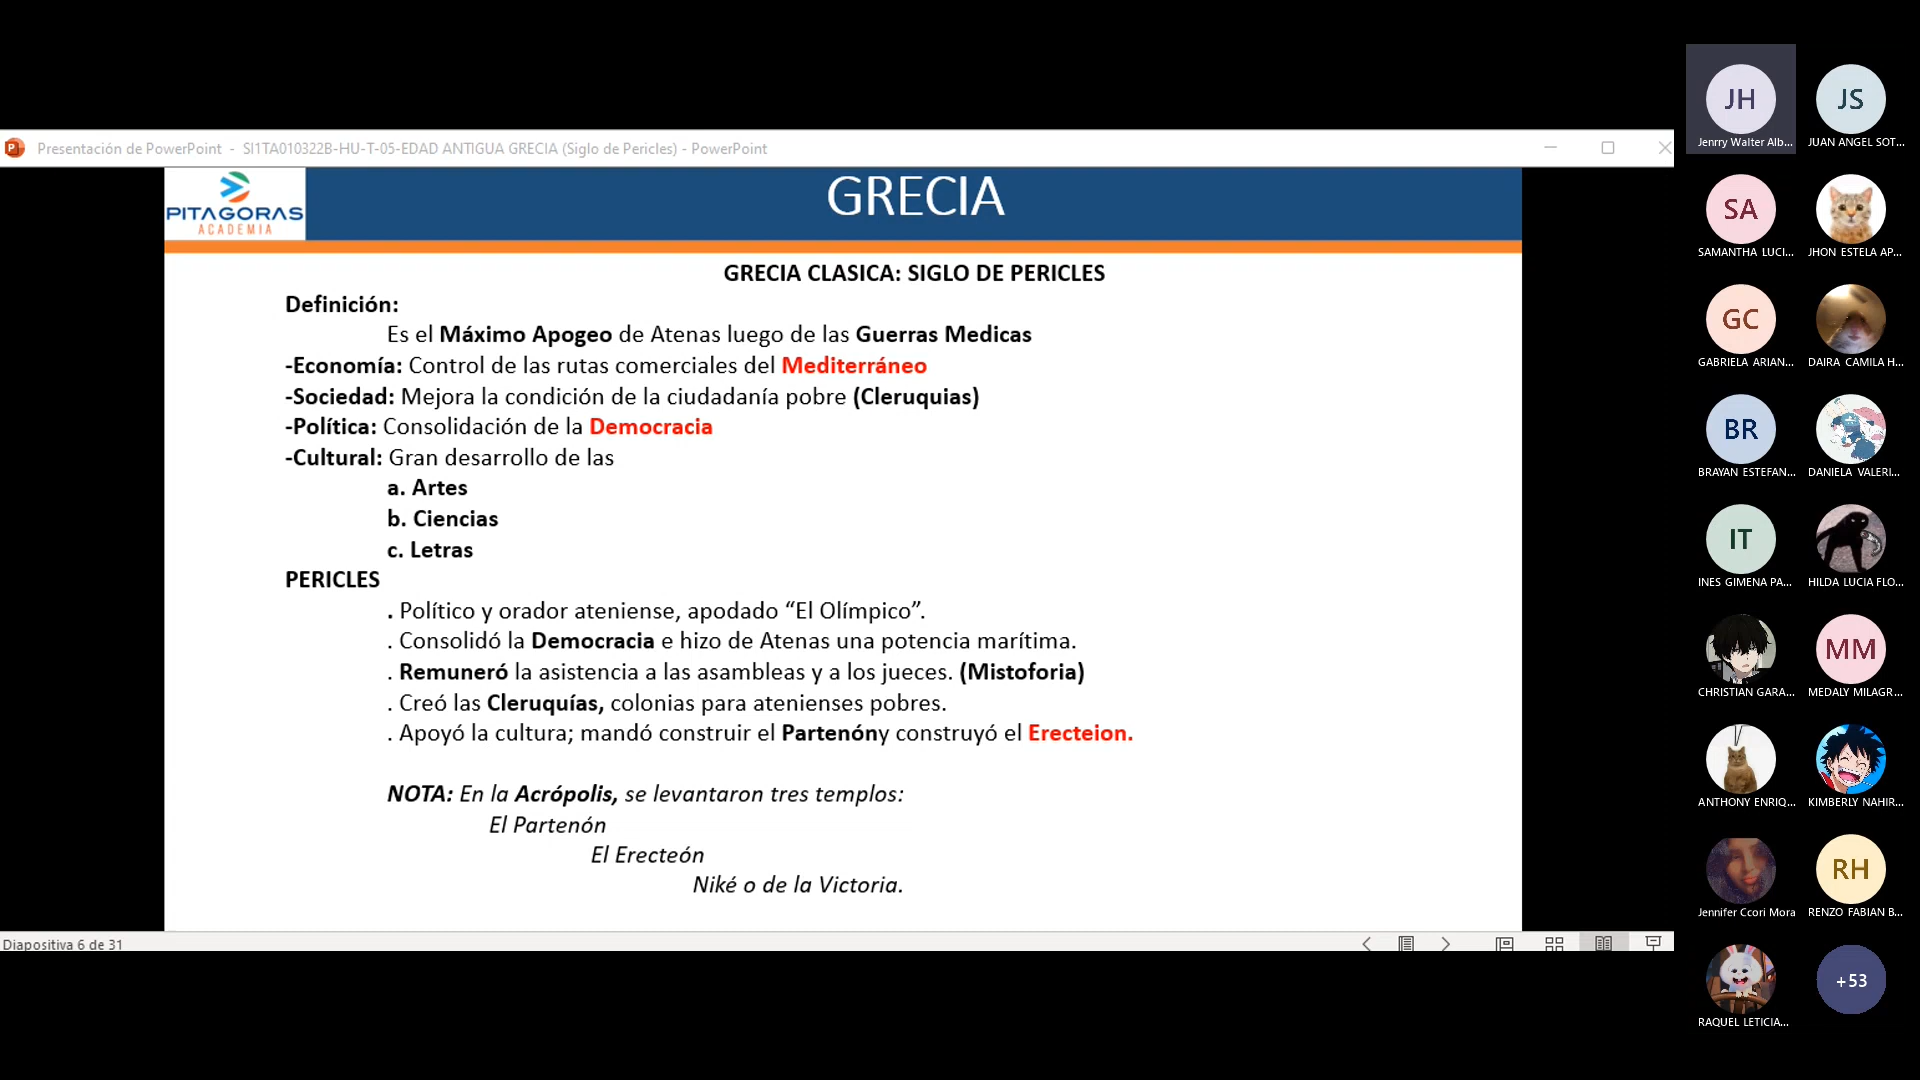 Presentación de PowerPoint - SI1TA010322B-HU-T-05-EDAD ANTIGUA GRECIA (Siglo de Pericles) - PowerPoint
PITAGORAS
ACADEMIA
GRECIA
GRECIA CLASICA: SIGLO DE PERICLES
Definición:
Es el Máximo Apogeo de Atenas luego de las Guerras Medicas
-Economía: Control de las rutas comerciales del Mediterráneo
-Sociedad: Mejora la condición de la ciudadanía pobre (Cleruquias)
-Política: Consolidación de la Democracia
-Cultural: Gran desarrollo de las
a. Artes
b. Ciencias
c. Letras
PERICLES
. Político y orador ateniense, apodado “El Olímpico”.
. Consolidó la Democracia e hizo de Atenas una potencia marítima.
. Remuneró la asistencia a las asambleas y a los jueces. (Mistoforia)
. Creó las Cleruquías, colonias para atenienses pobres.
. Apoyó la cultura; mandó construir el Partenóny construyó el Erecteion.
NOTA: En la Acrópolis, se levantaron tres templos:
El Partenón
El Erecteón
Niké o de la Victoria.
Diapositiva 6 de 31
JH
JS
Jenrry Walter Alb...
JUAN ANGEL SOT...
SA
SAMANTHA LUCI...
JHON ESTELA AP...
GC
GABRIELA ARIAN...
DAIRA CAMILA H...
BR
BRAYAN ESTEFAN...
DANIELA VALERI...
IT
INES GIMENA PA...
HILDA LUCIA FLO...
MM
CHRISTIAN GARA...
MEDALY MILAGR...
ANTHONY ENRIQ...
KIMBERLY NAHIR...
RH
Jennifer Ccori Mora
RENZO FABIAN B...
+53
RAQUEL LETICIA...